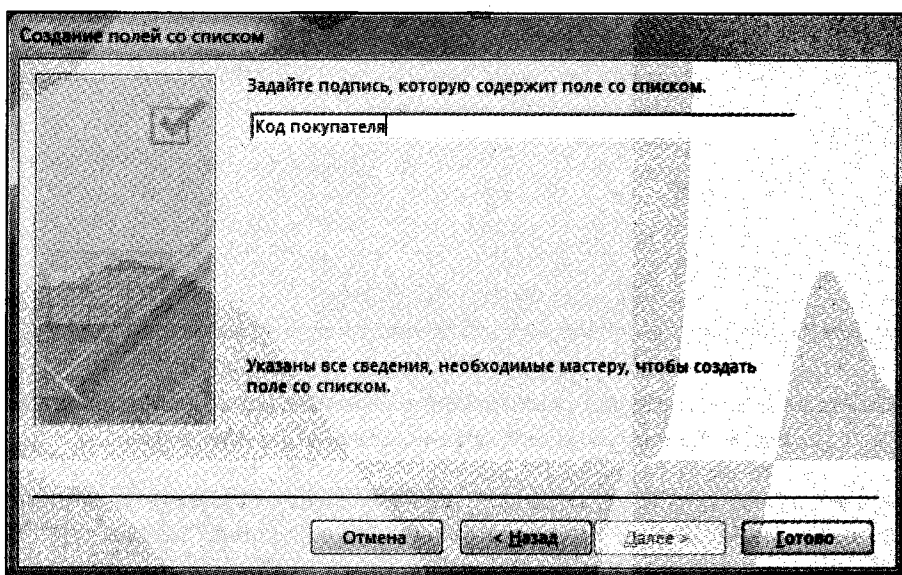 Создание полей со списком
Задайте подпись, которую содержит поле со списком.
Код покупателя
Указаны все сведения, необходимые мастеру, чтобы создать
поле со списком.
Отмена
< Назад
Далее >
Готово